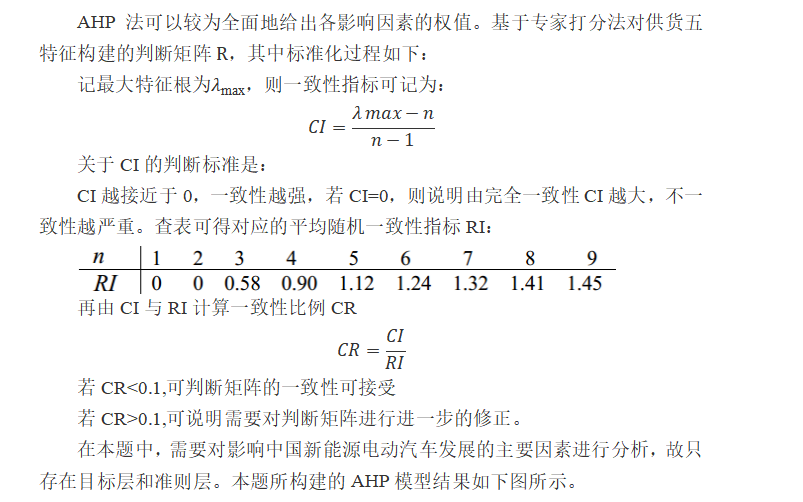 AHP 法可以较为全面地给出各影响因素的权值。基于专家打分法对供货五
特征构建的判断矩阵 R，其中标准化过程如下：
记最大特征根为λmax，则一致性指标可记为：
CI = (λmax − n) / (n − 1)
关于 CI 的判断标准是：
CI 越接近于 0，一致性越强，若 CI=0，则说明由完全一致性 CI 越大，不一
致性越严重。查表可得对应的平均随机一致性指标 RI：
n 1 2 3 4 5 6 7 8 9
RI 0 0 0.58 0.90 1.12 1.24 1.32 1.41 1.45
再由 CI 与 RI 计算一致性比例 CR
CR = CI / RI
若 CR<0.1,可判断矩阵的一致性可接受
若 CR>0.1,可说明需要对判断矩阵进行进一步的修正。
在本题中，需要对影响中国新能源电动汽车发展的主要因素进行分析，故只
存在目标层和准则层。本题所构建的 AHP 模型结果如下图所示。